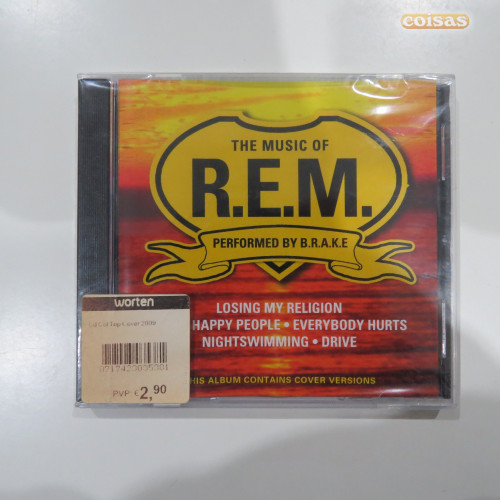 coisas
THE MUSIC OF
R.E.M.
PERFORMED BY B.R.A.K.E
LOSING MY RELIGION
HAPPY PEOPLE • EVERYBODY HURTS
NIGHTSWIMMING • DRIVE
HIS ALBUM CONTAINS COVER VERSIONS
worten
PVP: €2,90